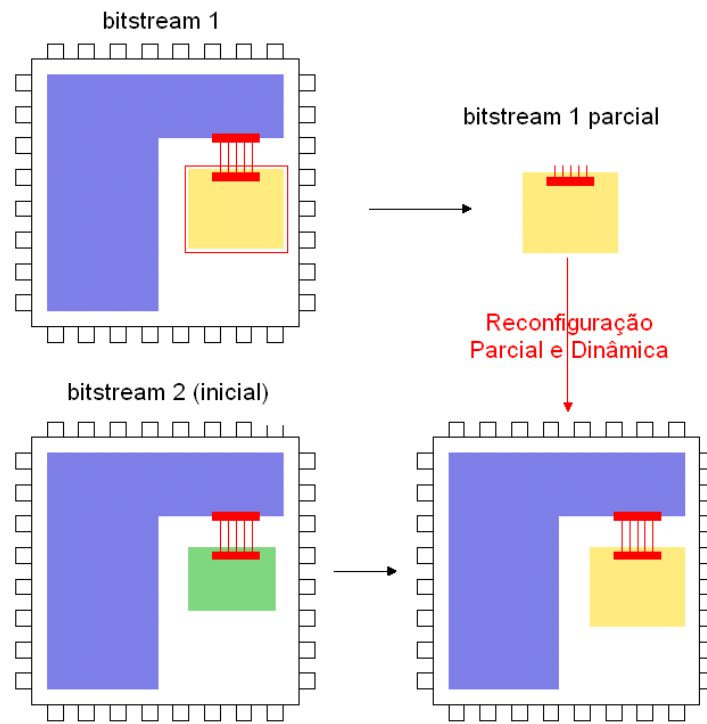 bitstream 1
bitstream 1 parcial
Reconfiguração
Parcial e Dinâmica
bitstream 2 (inicial)